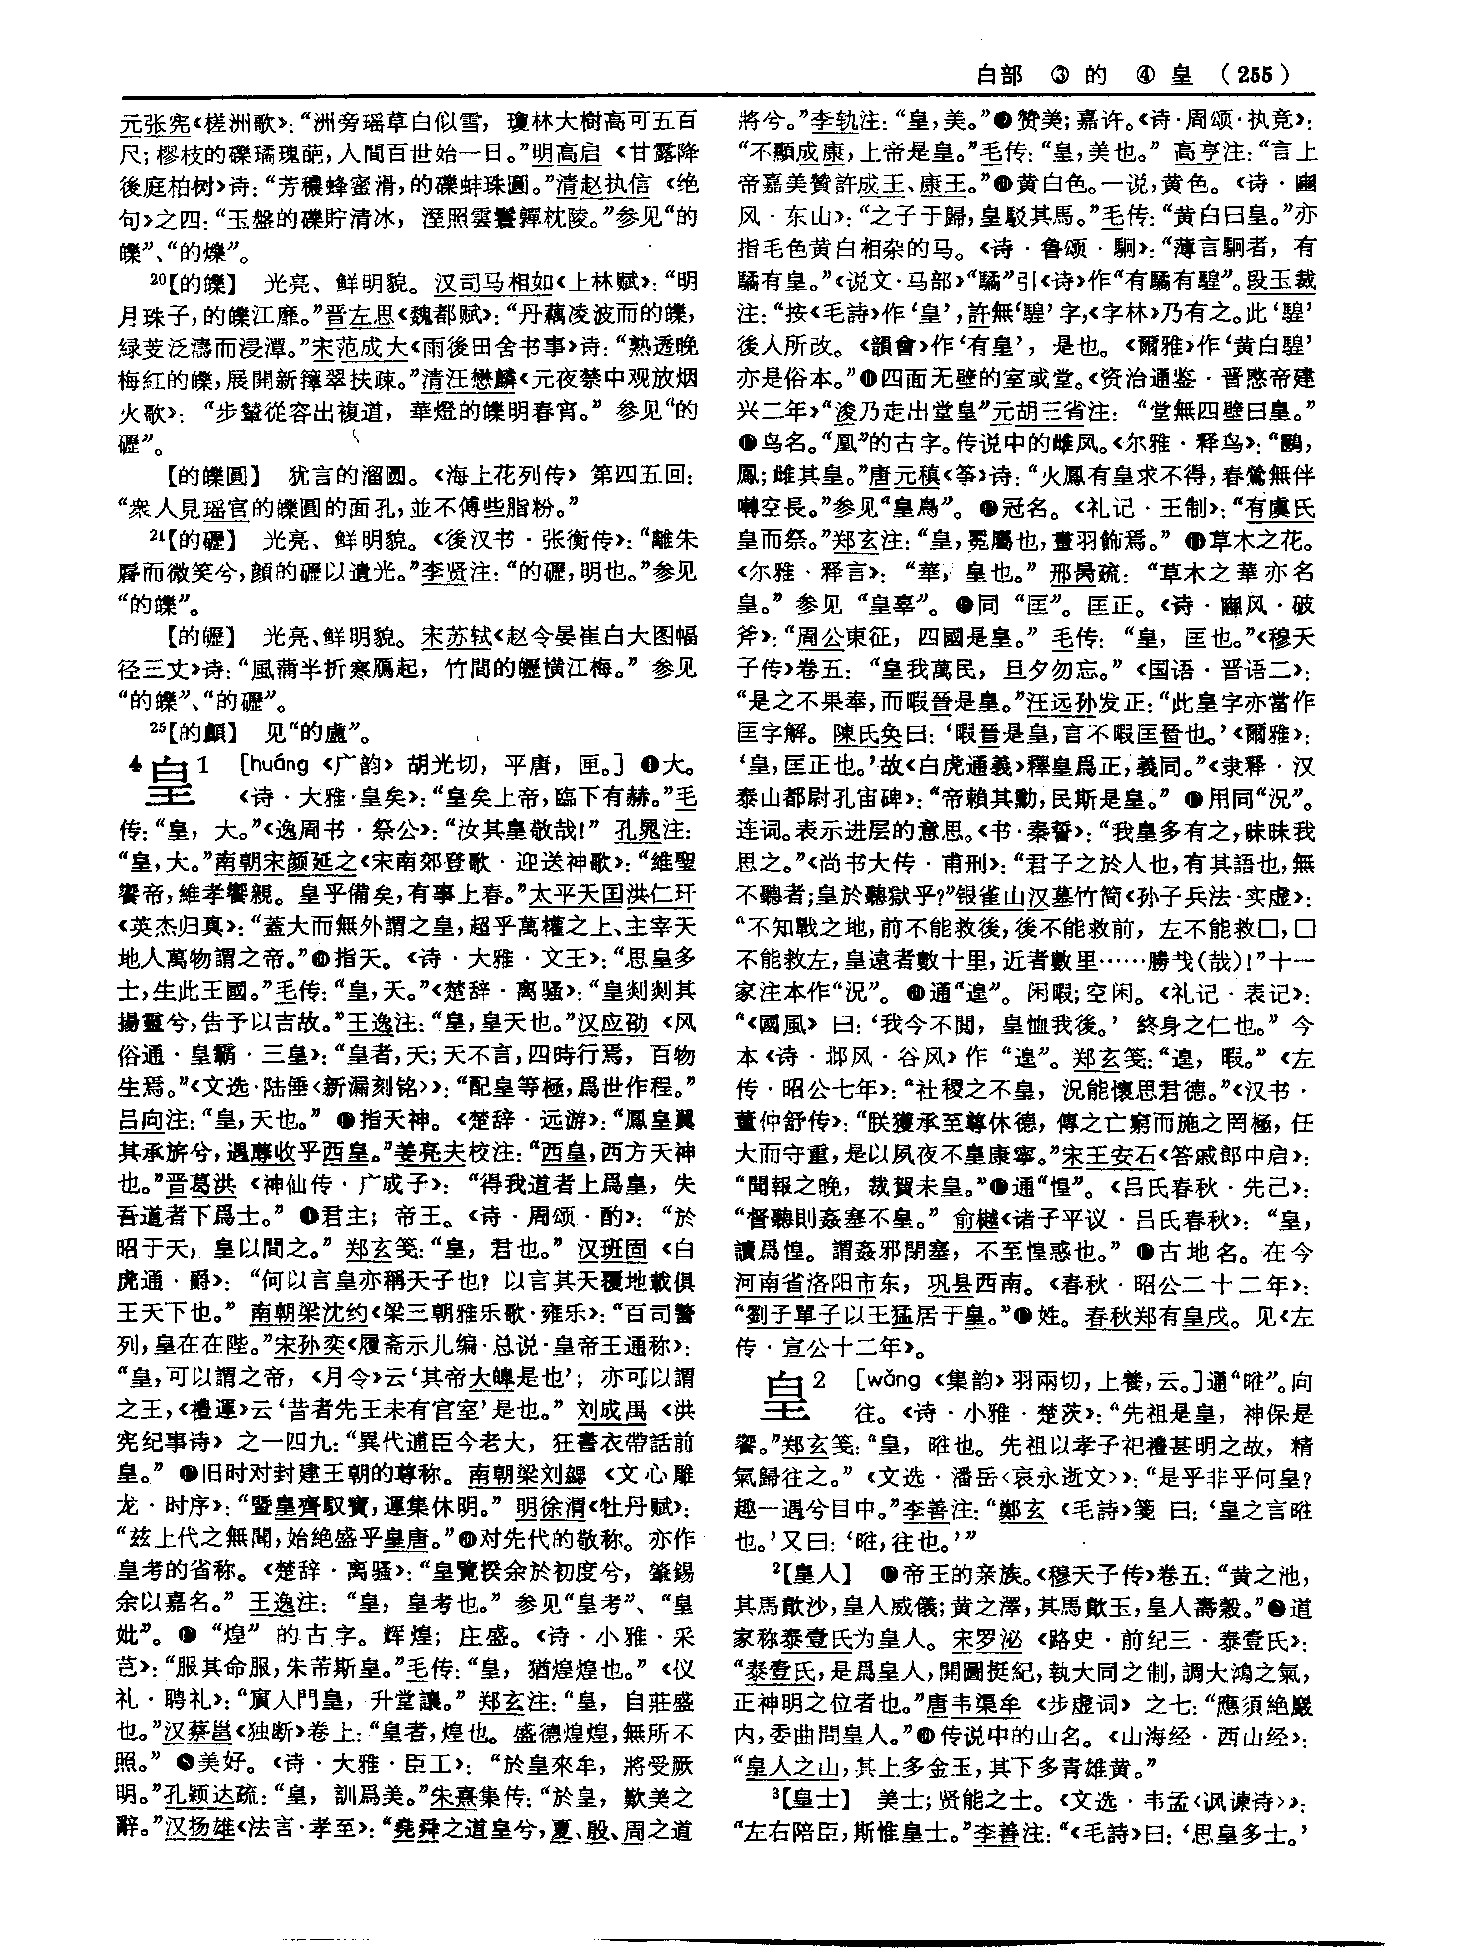 白部 ③的 ④皇 (255)
元张宪《槎洲歌》：“洲旁瑶草白似雪，瓊林大樹高可五百
尺；樛枝的礫璚瑰葩，人間百世始一日。”明高启《甘露降
後庭柏树》诗：“芳穠蜂蜜滑，的礫蚌珠圓。”清赵执信《绝
句》之四：“玉盤的礫貯清冰，溼照雲鬟嚲枕陵。”参见“的
皪”、“的爍”。
20【的皪】 光亮、鲜明貌。汉司马相如《上林赋》：“明
月珠子，的皪江靡。”晋左思《魏都赋》：“丹藕凌波而的皪，
緑芰泛濤而浸潭。”宋范成大《雨後田舍书事》诗：“熟透晚
梅紅的皪，展開新籜翠扶疎。”清汪懋麟《元夜禁中观放烟
火歌》：“步輦從容出複道，華燈的皪明春宵。”参见“的
礰”。
【的皪圓】 犹言的溜圆。《海上花列传》第四五回：
“衆人見瑶官的皪圓的面孔，並不傅些脂粉。”
21【的礰】 光亮、鲜明貌。《後汉书·张衡传》：“離朱
脣而微笑兮，顔的礰以遺光。”李贤注：“的礰，明也。”参见
“的皪”。
【的皫】 光亮、鲜明貌。宋苏轼《赵令晏崔白大图幅
径三丈》诗：“風蒲半折寒鴈起，竹間的皫横江梅。”参见
“的皪”、“的礰”。
25【的顱】 见“的盧”。
4 皇1 [huáng《广韵》胡光切，平唐，匣。] ❶大。
《诗·大雅·皇矣》：“皇矣上帝，臨下有赫。”毛
传：“皇，大。”《逸周书·祭公》：“汝其皇敬哉！”孔晁注：
“皇，大。”南朝宋颜延之《宋南郊登歌·迎送神歌》：“維聖
饗帝，維孝饗親。皇乎備矣，有事上春。”太平天国洪仁玕
《英杰归真》：“蓋大而無外謂之皇，超乎萬權之上、主宰天
地人萬物謂之帝。”❷指天。《诗·大雅·文王》：“思皇多
士，生此王國。”毛传：“皇，天。”《楚辞·离骚》：“皇剡剡其
揚靈兮，告予以吉故。”王逸注：“皇，皇天也。”汉应劭《风
俗通·皇霸·三皇》：“皇者，天；天不言，四時行焉，百物
生焉。”《文选·陆倕〈新漏刻铭〉》：“配皇等極，爲世作程。”
吕向注：“皇，天也。”❸指天神。《楚辞·远游》：“鳳皇翼
其承旂兮，遇蓐收乎西皇。”姜亮夫校注：“西皇，西方天神
也。”晋葛洪《神仙传·广成子》：“得我道者上爲皇，失
吾道者下爲士。”❹君主；帝王。《诗·周颂·酌》：“於
昭于天，皇以間之。”郑玄笺：“皇，君也。”汉班固《白
虎通·爵》：“何以言皇亦稱天子也？以言其天覆地載俱
王天下也。”南朝梁沈约《梁三朝雅乐歌·雍乐》：“百司警
列，皇在在陛。”宋孙奕《履斋示儿编·总说·皇帝王通称》：
“皇，可以謂之帝，《月令》云‘其帝大皞是也’；亦可以謂
之王，《禮運》云‘昔者先王未有宫室’是也。”刘成禺《洪
宪纪事诗》之一四九：“異代逋臣今老大，狂書衣帶話前
皇。”❺旧时对封建王朝的尊称。南朝梁刘勰《文心雕
龙·时序》：“暨皇齊馭寶，運集休明。”明徐渭《牡丹赋》：
“兹上代之無聞，始絶盛乎皇唐。”❻对先代的敬称。亦作
皇考的省称。《楚辞·离骚》：“皇覽揆余於初度兮，肇錫
余以嘉名。”王逸注：“皇，皇考也。”参见“皇考”、“皇
妣”。❼“煌”的古字。辉煌；庄盛。《诗·小雅·采
芑》：“服其命服，朱芾斯皇。”毛传：“皇，猶煌煌也。”《仪
礼·聘礼》：“賓入門皇，升堂讓。”郑玄注：“皇，自莊盛
也。”汉蔡邕《独断》卷上：“皇者，煌也。盛德煌煌，無所不
照。”❽美好。《诗·大雅·臣工》：“於皇來牟，將受厥
明。”孔颖达疏：“皇，訓爲美。”朱熹集传：“於皇，歎美之
辭。”汉扬雄《法言·孝至》：“堯舜之道皇兮，夏、殷、周之道
將兮。”李轨注：“皇，美。”❾赞美；嘉许。《诗·周颂·执竞》：
“不顯成康，上帝是皇。”毛传：“皇，美也。”高亨注：“言上
帝嘉美贊許成王、康王。”❿黄白色。一说，黄色。《诗·豳
风·东山》：“之子于歸，皇駁其馬。”毛传：“黄白曰皇。”亦
指毛色黄白相杂的马。《诗·鲁颂·駉》：“薄言駉者，有
驈有皇。”《说文·马部》“驈”引《诗》作“有驈有騜”。段玉裁
注：“按《毛詩》作‘皇’，許無‘騜’字，《字林》乃有之。此‘騜’
後人所改。《韻會》作‘有皇’，是也。《爾雅》作‘黄白騜’
亦是俗本。”⓫四面无壁的室或堂。《资治通鉴·晋愍帝建
兴二年》“浚乃走出堂皇”元胡三省注：“堂無四壁曰皇。”
⓬鸟名。“凰”的古字。传说中的雌凤。《尔雅·释鸟》：“鶠，
鳳；雌其皇。”唐元稹《筝》诗：“火鳳有皇求不得，春鶯無伴
囀空長。”参见“皇鳥”。⓭冠名。《礼记·王制》：“有虞氏
皇而祭。”郑玄注：“皇，冕屬也，畫羽飾焉。”⓮草木之花。
《尔雅·释言》：“華，皇也。”邢昺疏：“草木之華亦名
皇。”参见“皇辜”。⓯同“匡”。匡正。《诗·豳风·破
斧》：“周公東征，四國是皇。”毛传：“皇，匡也。”《穆天
子传》卷五：“皇我萬民，旦夕勿忘。”《国语·晋语二》：
“是之不果奉，而暇晉是皇。”汪远孙发正：“此皇字亦當作
匡字解。陳氏奂曰：‘暇晉是皇，言不暇匡晉也。’《爾雅》：
‘皇，匡正也。’故《白虎通義》釋皇爲正，義同。”《隶释·汉
泰山都尉孔宙碑》：“帝賴其勳，民斯是皇。”⓰用同“況”。
连词。表示进层的意思。《书·秦誓》：“我皇多有之，昧昧我
思之。”《尚书大传·甫刑》：“君子之於人也，有其語也，無
不聽者；皇於聽獄乎？”银雀山汉墓竹简《孙子兵法·实虚》：
“不知戰之地，前不能救後，後不能救前，左不能救□，□
不能救左，皇遠者數十里，近者數里……勝戋（哉）！”十一
家注本作“況”。⓱通“遑”。闲暇；空闲。《礼记·表记》：
“《國風》曰：‘我今不閲，皇恤我後。’終身之仁也。”今
本《诗·邶风·谷风》作“遑”。郑玄笺：“遑，暇。”《左
传·昭公七年》：“社稷之不皇，況能懷思君德。”《汉书·
董仲舒传》：“朕獲承至尊休德，傳之亡窮而施之罔極，任
大而守重，是以夙夜不皇康寧。”宋王安石《答戚郎中启》：
“聞報之晚，裁賀未皇。”⓲通“惶”。《吕氏春秋·先己》：
“督聽則姦塞不皇。”俞樾《诸子平议·吕氏春秋》：“皇，
讀爲惶。謂姦邪閉塞，不至惶惑也。”⓳古地名。在今
河南省洛阳市东，巩县西南。《春秋·昭公二十二年》：
“劉子單子以王猛居于皇。”⓴姓。春秋郑有皇戌。见《左
传·宣公十二年》。
皇2 [wǎng《集韵》羽兩切，上養，云。]通“暀”。向
往。《诗·小雅·楚茨》：“先祖是皇，神保是
饗。”郑玄笺：“皇，暀也。先祖以孝子祀禮甚明之故，精
氣歸往之。”《文选·潘岳〈哀永逝文〉》：“是乎非乎何皇？
趣一遇兮目中。”李善注：“鄭玄《毛詩》箋曰：‘皇之言暀
也。’又曰：‘暀，往也。’”
2【皇人】 ❶帝王的亲族。《穆天子传》卷五：“黄之池，
其馬歕沙，皇人威儀；黄之澤，其馬歕玉，皇人壽穀。”❷道
家称泰壹氏为皇人。宋罗泌《路史·前纪三·泰壹氏》：
“泰壹氏，是爲皇人，開圖挺紀，執大同之制，調大鴻之氣，
正神明之位者也。”唐韦渠牟《步虚词》之七：“應須絶巖
内，委曲問皇人。”❸传说中的山名。《山海经·西山经》：
“皇人之山，其上多金玉，其下多青雄黄。”
3【皇士】 美士；贤能之士。《文选·韦孟〈讽谏诗〉》：
“左右陪臣，斯惟皇士。”李善注：“《毛詩》曰：‘思皇多士。’